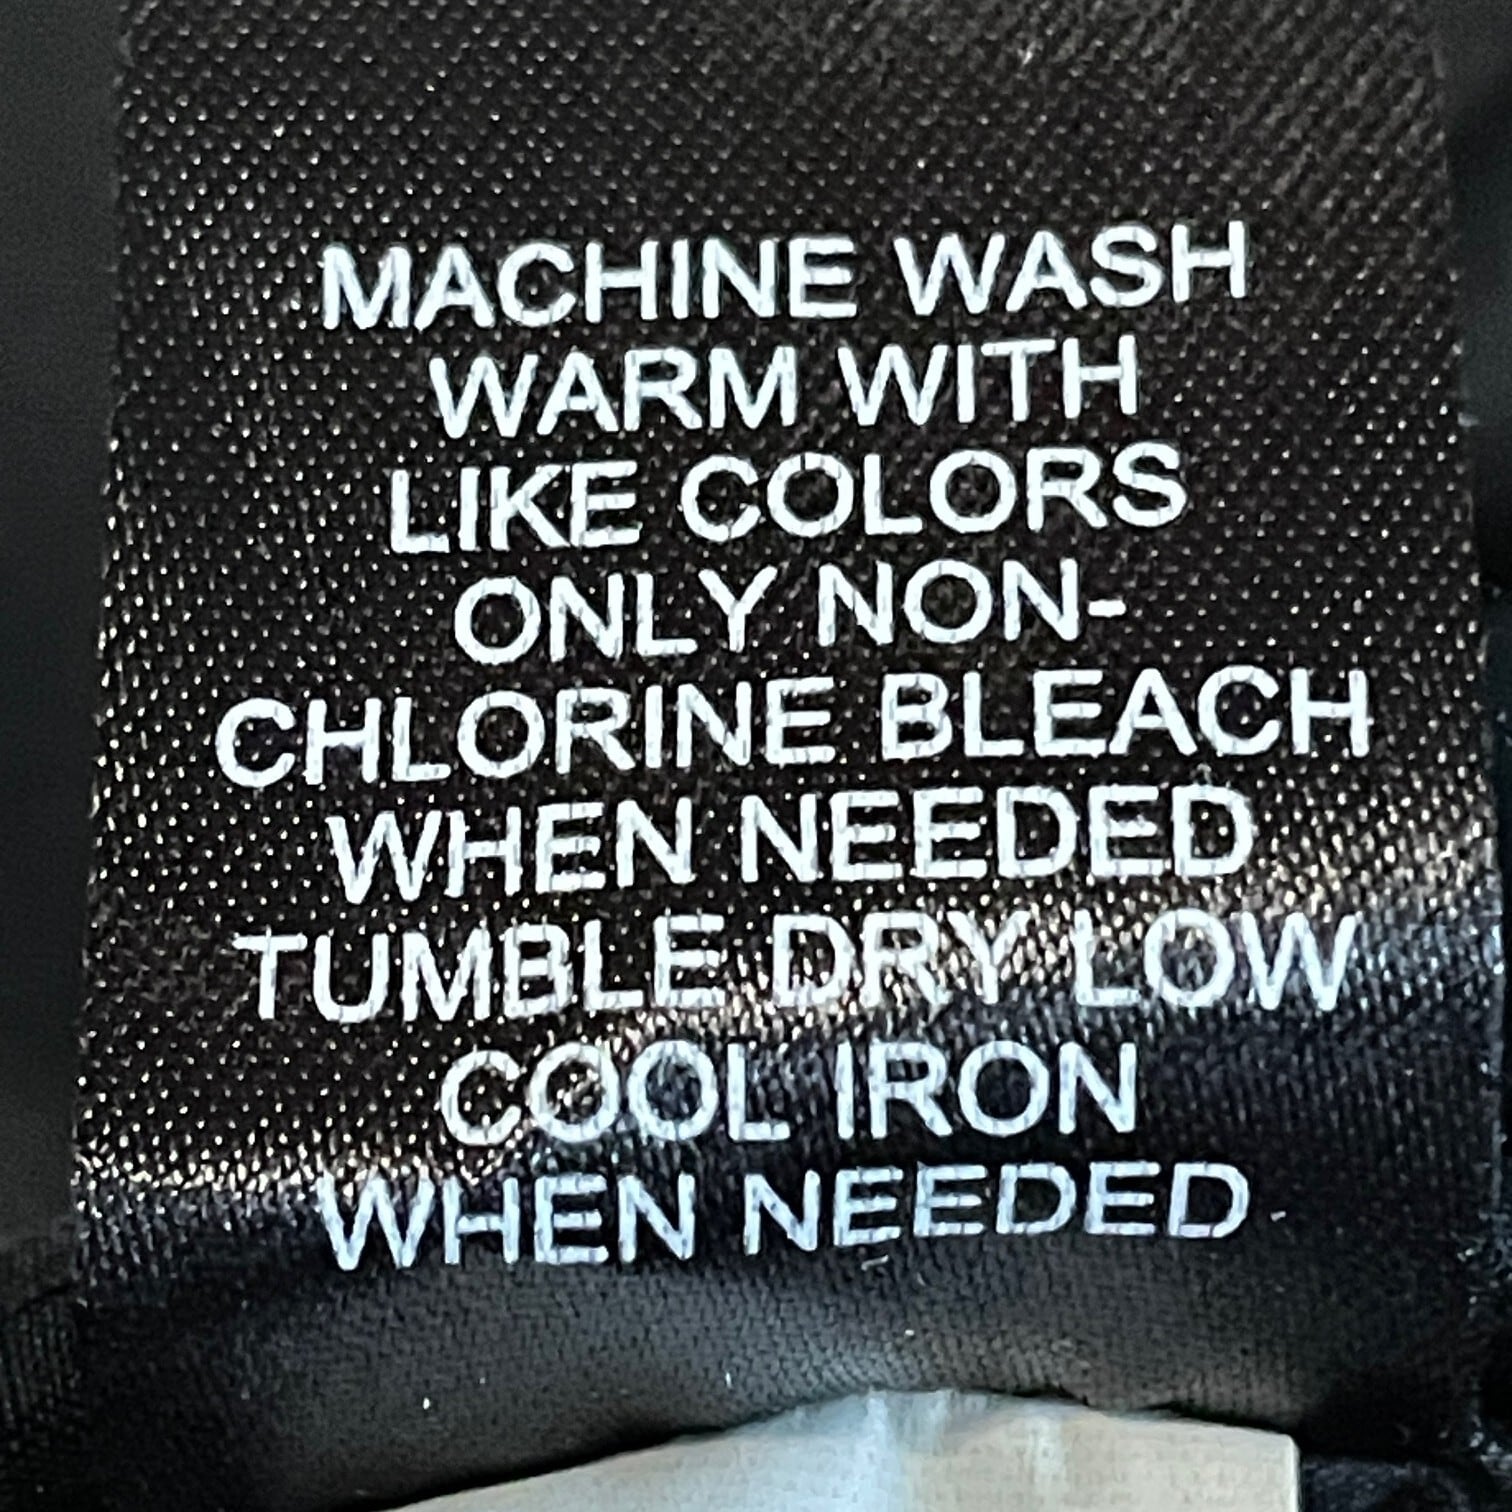 MACHINE WASH
WARM WITH
LIKE COLORS
ONLY NON-
CHLORINE BLEACH
WHEN NEEDED
TUMBLE DRY LOW
COOL IRON
WHEN NEEDED